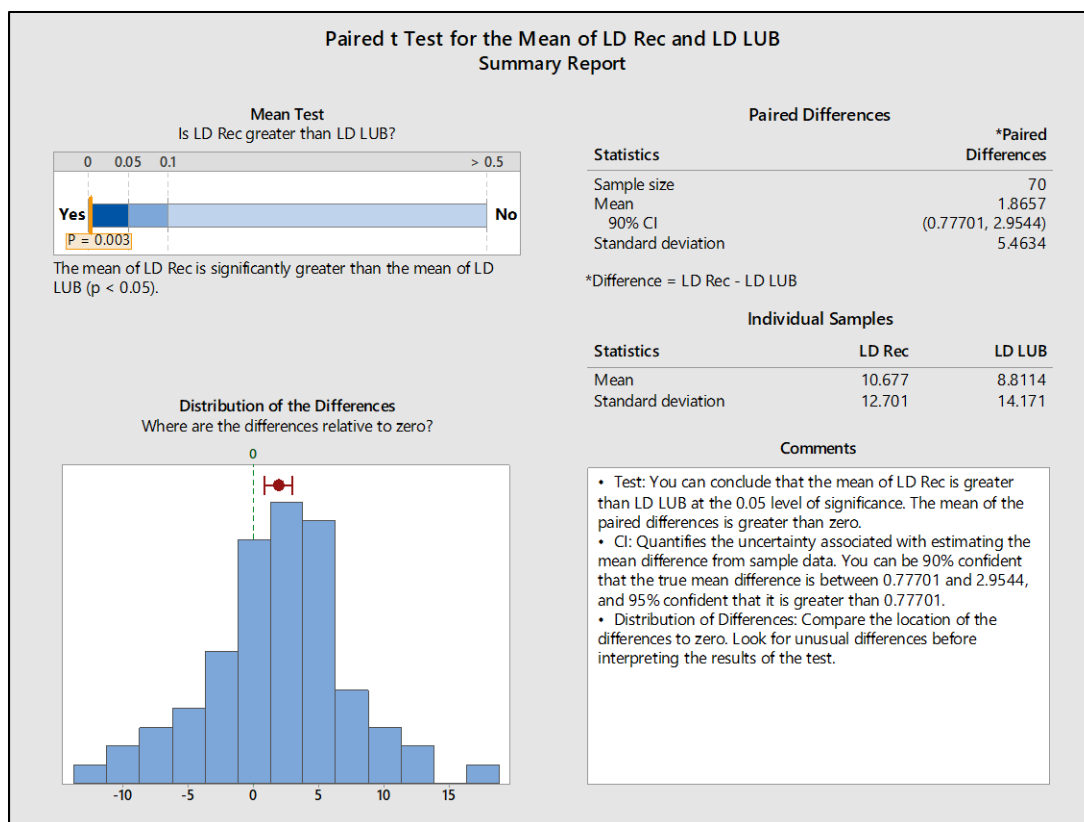 Paired t Test for the Mean of LD Rec and LD LUB
Summary Report
Mean Test
Is LD Rec greater than LD LUB?
0 0.05 0.1 > 0.5
Yes No
P = 0.003
The mean of LD Rec is significantly greater than the mean of LD
LUB (p < 0.05).
Distribution of the Differences
Where are the differences relative to zero?
0
-10 -5 0 5 10 15
Paired Differences
*Paired
Statistics Differences
Sample size 70
Mean 1.8657
90% CI (0.77701, 2.9544)
Standard deviation 5.4634
*Difference = LD Rec - LD LUB
Individual Samples
Statistics LD Rec LD LUB
Mean 10.677 8.8114
Standard deviation 12.701 14.171
Comments
• Test: You can conclude that the mean of LD Rec is greater
than LD LUB at the 0.05 level of significance. The mean of the
paired differences is greater than zero.
• CI: Quantifies the uncertainty associated with estimating the
mean difference from sample data. You can be 90% confident
that the true mean difference is between 0.77701 and 2.9544,
and 95% confident that it is greater than 0.77701.
• Distribution of Differences: Compare the location of the
differences to zero. Look for unusual differences before
interpreting the results of the test.